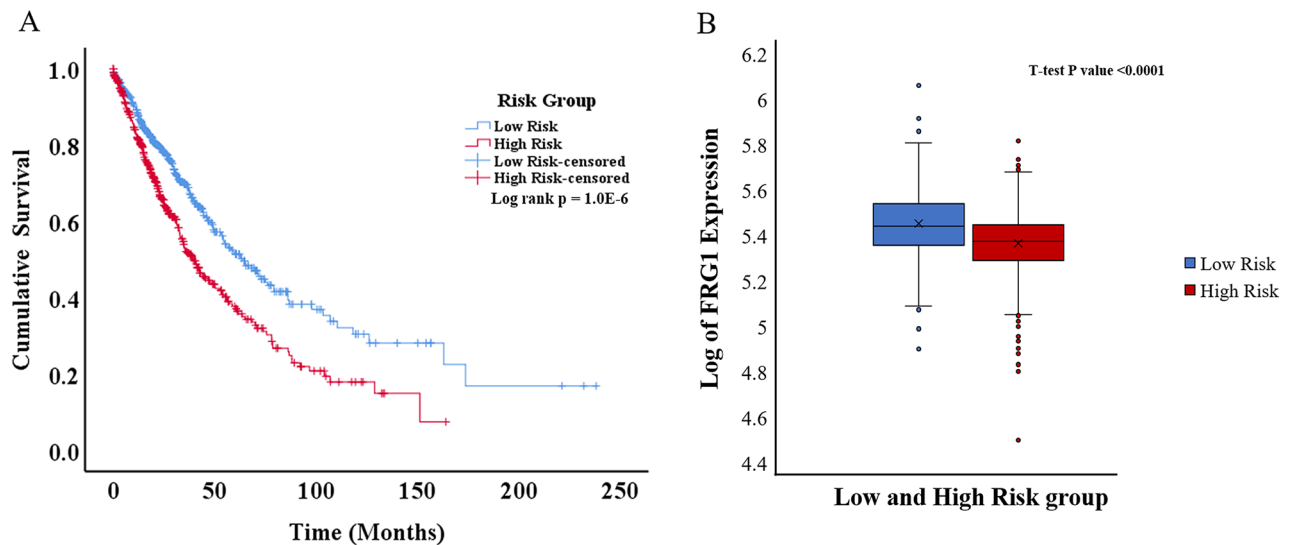 A
Cumulative Survival
1.0
0.8
0.6
0.4
0.2
0.0
0 50 100 150 200 250
Time (Months)
Risk Group
Low Risk
High Risk
Low Risk-censored
High Risk-censored
Log rank p = 1.0E-6
B
Log of FRG1 Expression
6.2
6
5.8
5.6
5.4
5.2
5
4.8
4.6
4.4
T-test P value <0.0001
Low and High Risk group
Low Risk
High Risk